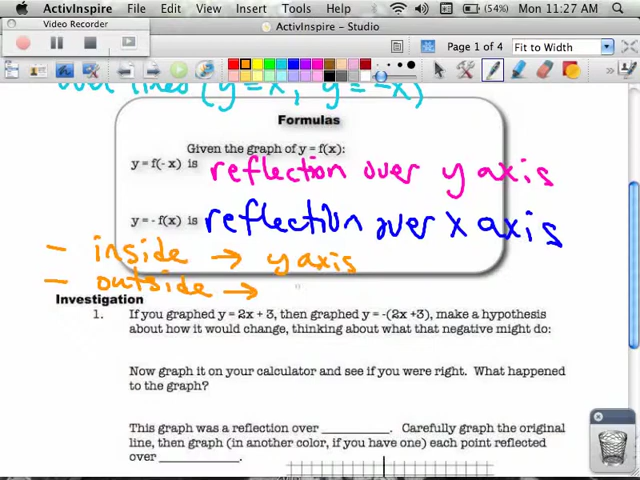 ActivInspire File Edit View Insert Tools Help (54%) Mon 11:27 AM
Video Recorder
ActivInspire - Studio
Page 1 of 4 Fit to Width
over lines (y=x, y=-x)
Formulas
Given the graph of y = f(x):
y = f(- x) is reflection over y axis
y = - f(x) is reflection over x axis
- inside → y axis
- outside →
Investigation
1. If you graphed y = 2x + 3, then graphed y = -(2x +3), make a hypothesis
about how it would change, thinking about what that negative might do:
Now graph it on your calculator and see if you were right. What happened
to the graph?
This graph was a reflection over ________. Carefully graph the original
line, then graph (in another color, if you have one) each point reflected
over ________.